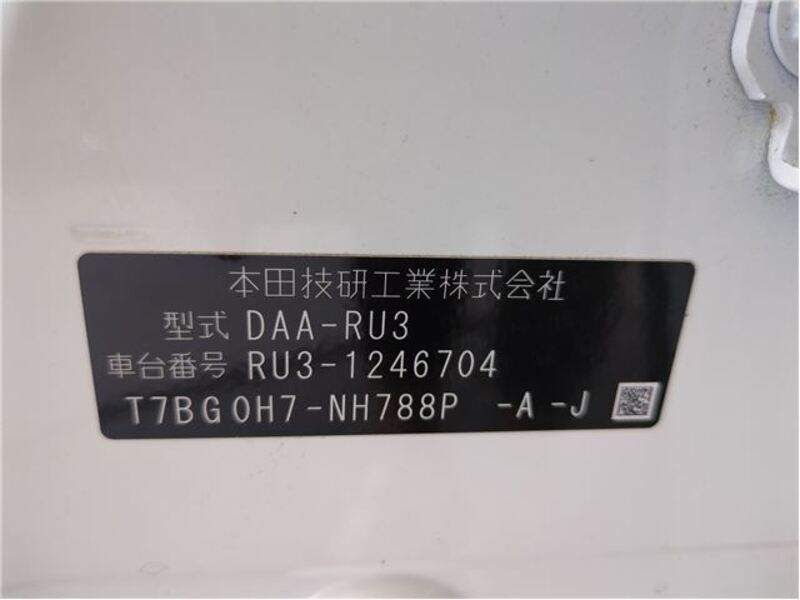 本田技研工業株式会社
型式 DAA-RU3
車台番号 RU3-1246704
T7BG0H7-NH788P -A -J